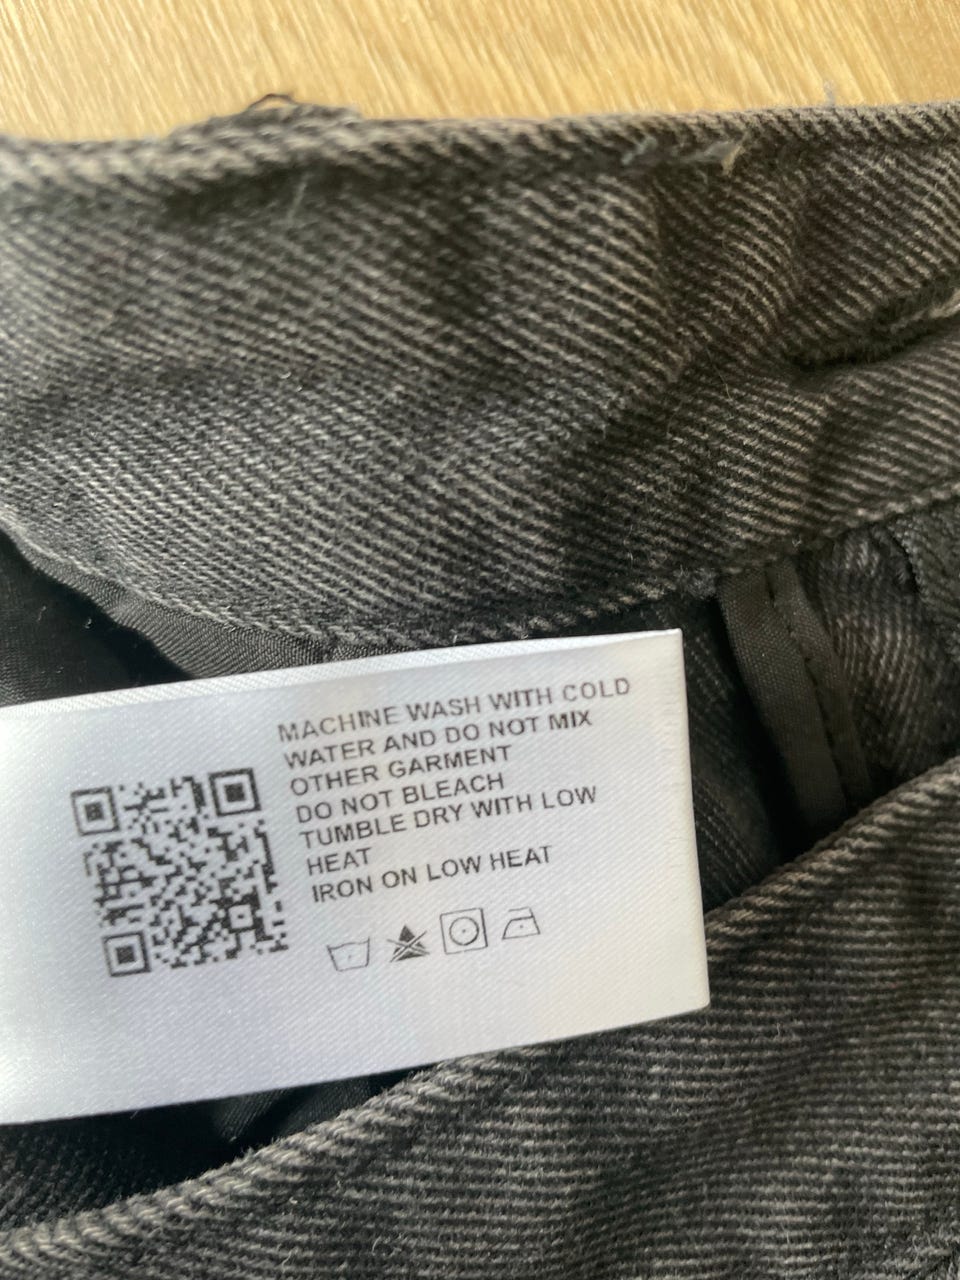 MACHINE WASH WITH COLD
WATER AND DO NOT MIX
OTHER GARMENT
DO NOT BLEACH
TUMBLE DRY WITH LOW
HEAT
IRON ON LOW HEAT